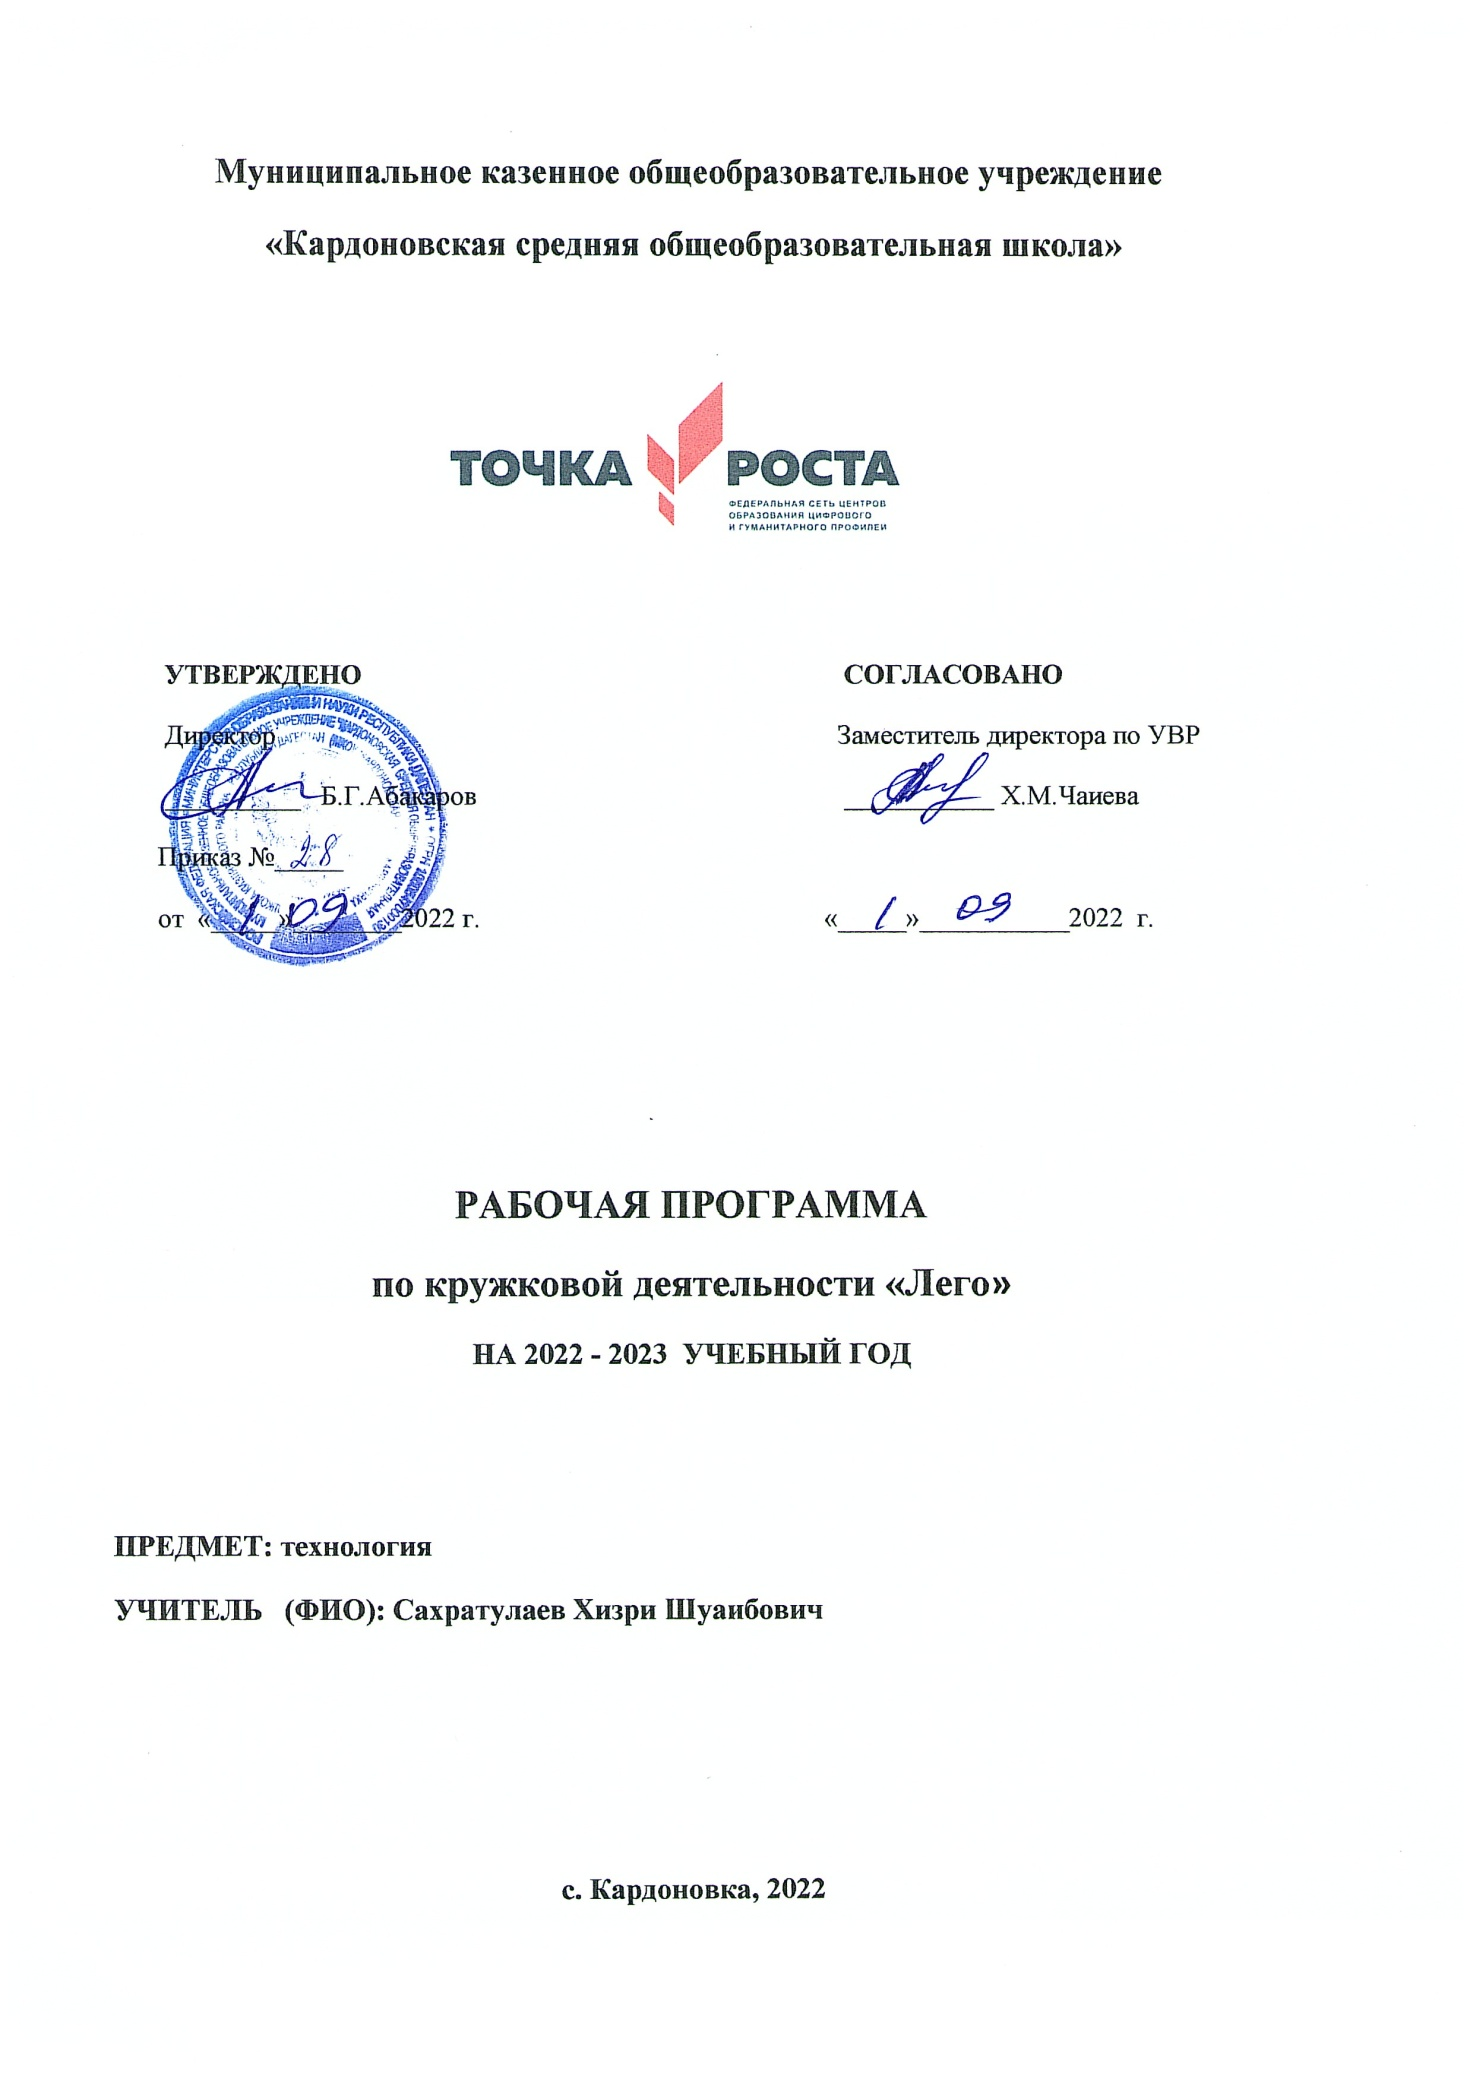 Муниципальное казенное общеобразовательное учреждение
«Кардоновская средняя общеобразовательная школа»
ТОЧКА РОСТА
ФЕДЕРАЛЬНАЯ СЕТЬ ЦЕНТРОВ
ОБРАЗОВАНИЯ ЦИФРОВОГО
И ГУМАНИТАРНОГО ПРОФИЛЕЙ
УТВЕРЖДЕНО
Директор
Б.Г.Абакаров
Приказ № 28
от «1» 09 2022 г.
СОГЛАСОВАНО
Заместитель директора по УВР
Х.М.Чаиева
«1» 09 2022 г.
РАБОЧАЯ ПРОГРАММА
по кружковой деятельности «Лего»
НА 2022 - 2023 УЧЕБНЫЙ ГОД
ПРЕДМЕТ: технология
УЧИТЕЛЬ (ФИО): Сахратулаев Хизри Шуаибович
с. Кардоновка, 2022